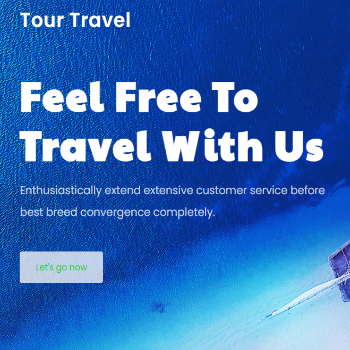 Tour Travel
Feel Free To
Travel With Us
Enthusiastically extend extensive customer service before
best breed convergence completely.
Let's go now